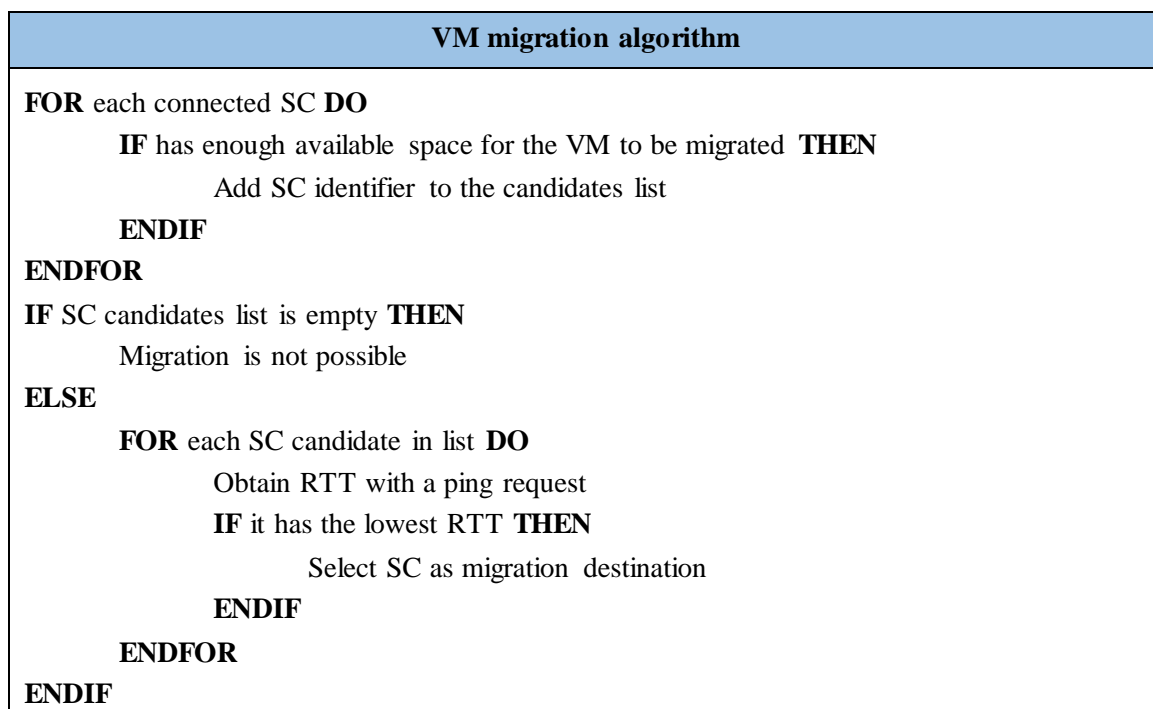 VM migration algorithm
FOR each connected SC DO
IF has enough available space for the VM to be migrated THEN
Add SC identifier to the candidates list
ENDIF
ENDFOR
IF SC candidates list is empty THEN
Migration is not possible
ELSE
FOR each SC candidate in list DO
Obtain RTT with a ping request
IF it has the lowest RTT THEN
Select SC as migration destination
ENDIF
ENDFOR
ENDIF